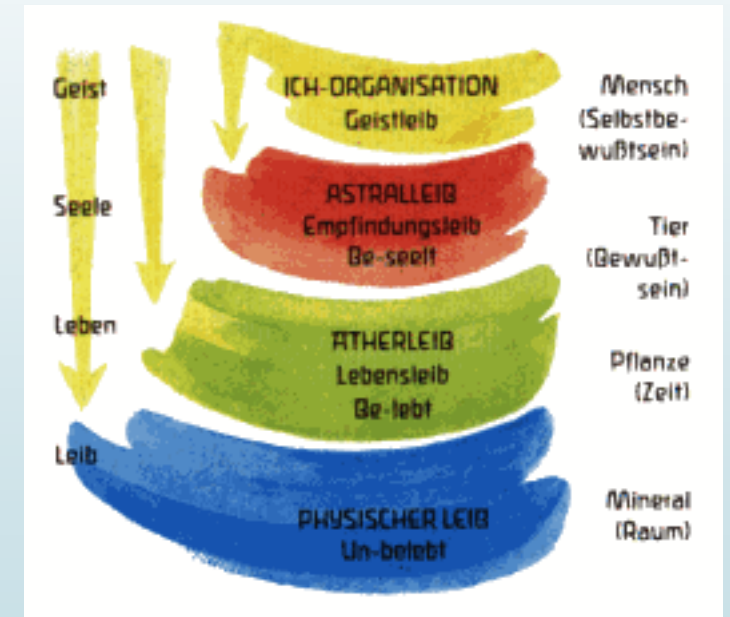 Geist
ICH-ORGANISATION
Geistleib
Mensch
(Selbstbe-
wußtsein)
Seele
ASTRALLEIB
Empfindungsleib
Be-seelt
Tier
(Bewußt-
sein)
Leben
ÄTHERLEIB
Lebensleib
Be-lebt
Pflanze
(Zeit)
Leib
PHYSISCHER LEIB
Un-belebt
Mineral
(Raum)